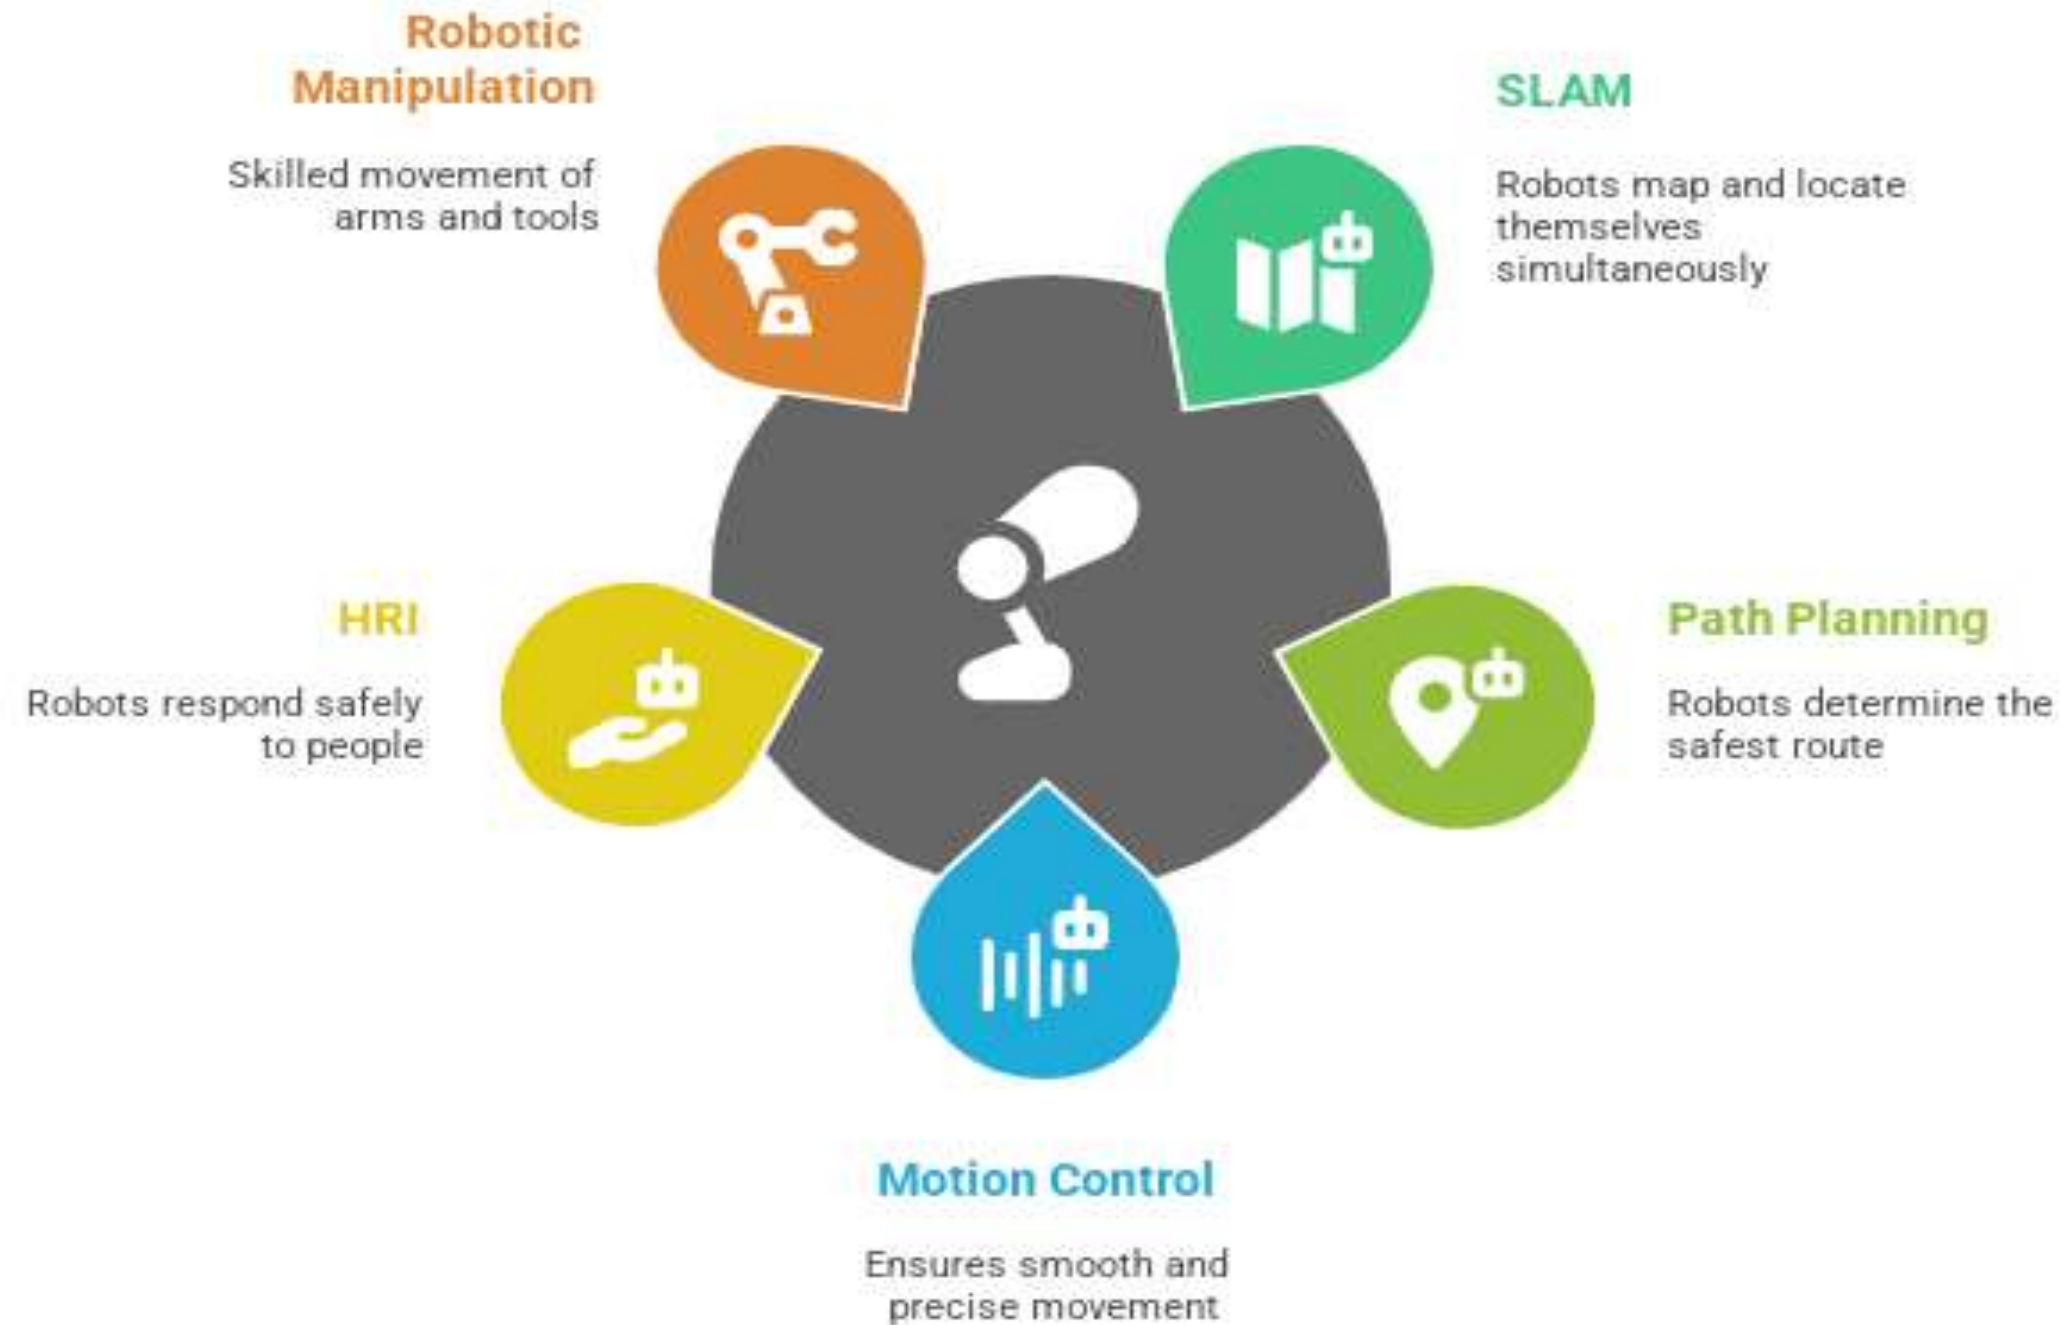 Robotic
Manipulation
Skilled movement of
arms and tools
SLAM
Robots map and locate
themselves
simultaneously
HRI
Robots respond safely
to people
Path Planning
Robots determine the
safest route
Motion Control
Ensures smooth and
precise movement